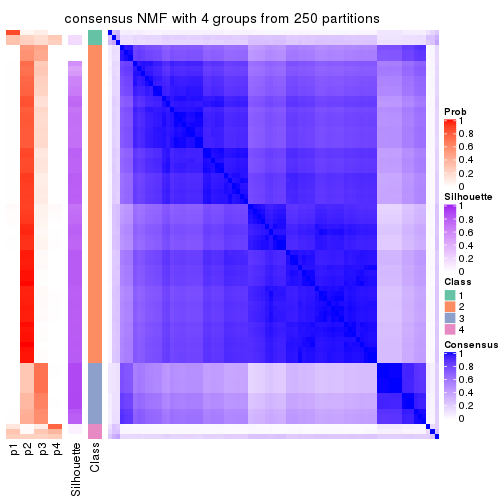 consensus NMF with 4 groups from 250 partitions
Prob
1
0.8
0.6
0.4
0.2
0
Silhouette
1
0.8
0.6
0.4
0.2
0
Class
1
2
3
4
Consensus
1
0.8
0.6
0.4
0.2
0
p1
p2
p3
p4
Silhouette
Class